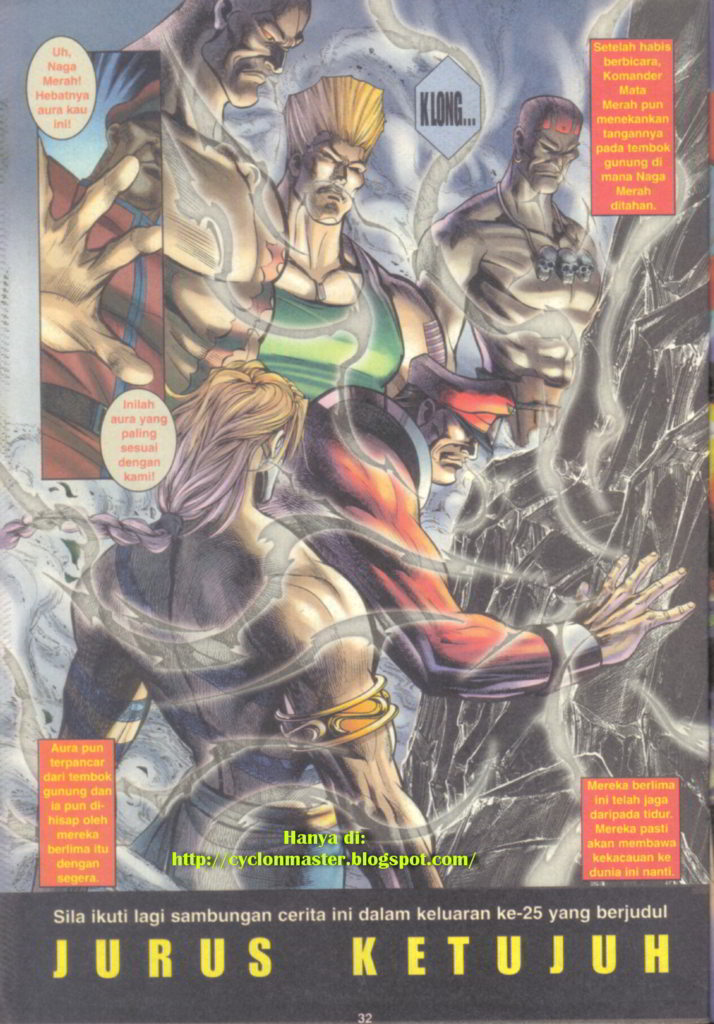 Uh,
Naga
Merah!
Hebatnya
aura kau
ini!
KLONG...
Setelah habis
berbicara,
Komander
Mata
Merah pun
menekankan
tangannya
pada tembok
gunung di
mana Naga
Merah
ditahan.
Inilah
aura yang
paling
sesuai
dengan
kami!
Aura pun
terpancar
dari tembok
gunung dan
ia pun di-
hisap oleh
mereka
berlima itu
dengan
segera.
Mereka berlima
ini telah jaga
daripada tidur.
Mereka pasti
akan membawa
kekacauan ke
dunia ini nanti.
Hanya di:
http://cyclonmaster.blogspot.com/
Sila ikuti lagi sambungan cerita ini dalam keluaran ke-25 yang berjudul
JURUS KETUJUH
32